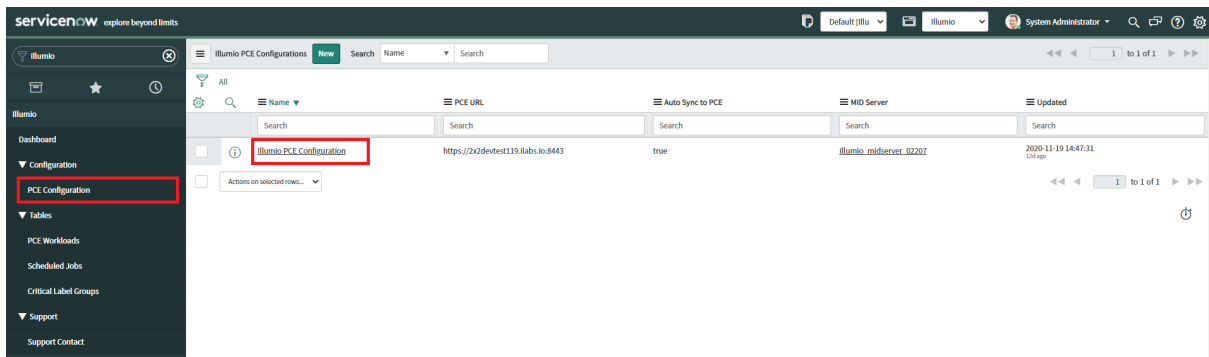 servicenow explore beyond limits
Default [Illu
Illumio
System Administrator
Illumio
Illumio PCE Configurations New Search Name Search
1 to 1 of 1
All
Name PCE URL Auto Sync to PCE MID Server Updated
Search Search Search Search Search
Illumio PCE Configuration https://2x2devtest119.ilabs.io:8443 true Illumio_midserver_02207 2020-11-19 14:47:31
12d ago
Actions on selected rows...
1 to 1 of 1
Illumio
Dashboard
Configuration
PCE Configuration
Tables
PCE Workloads
Scheduled Jobs
Critical Label Groups
Support
Support Contact